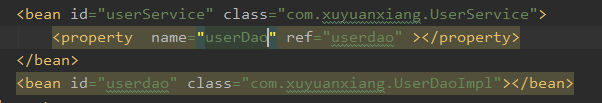 <bean id="userService" class="com.xuyuanxiang.UserService">
<property  name="userDao" ref="userdao" ></property>
</bean>
<bean id="userdao" class="com.xuyuanxiang.UserDaoImpl"></bean>